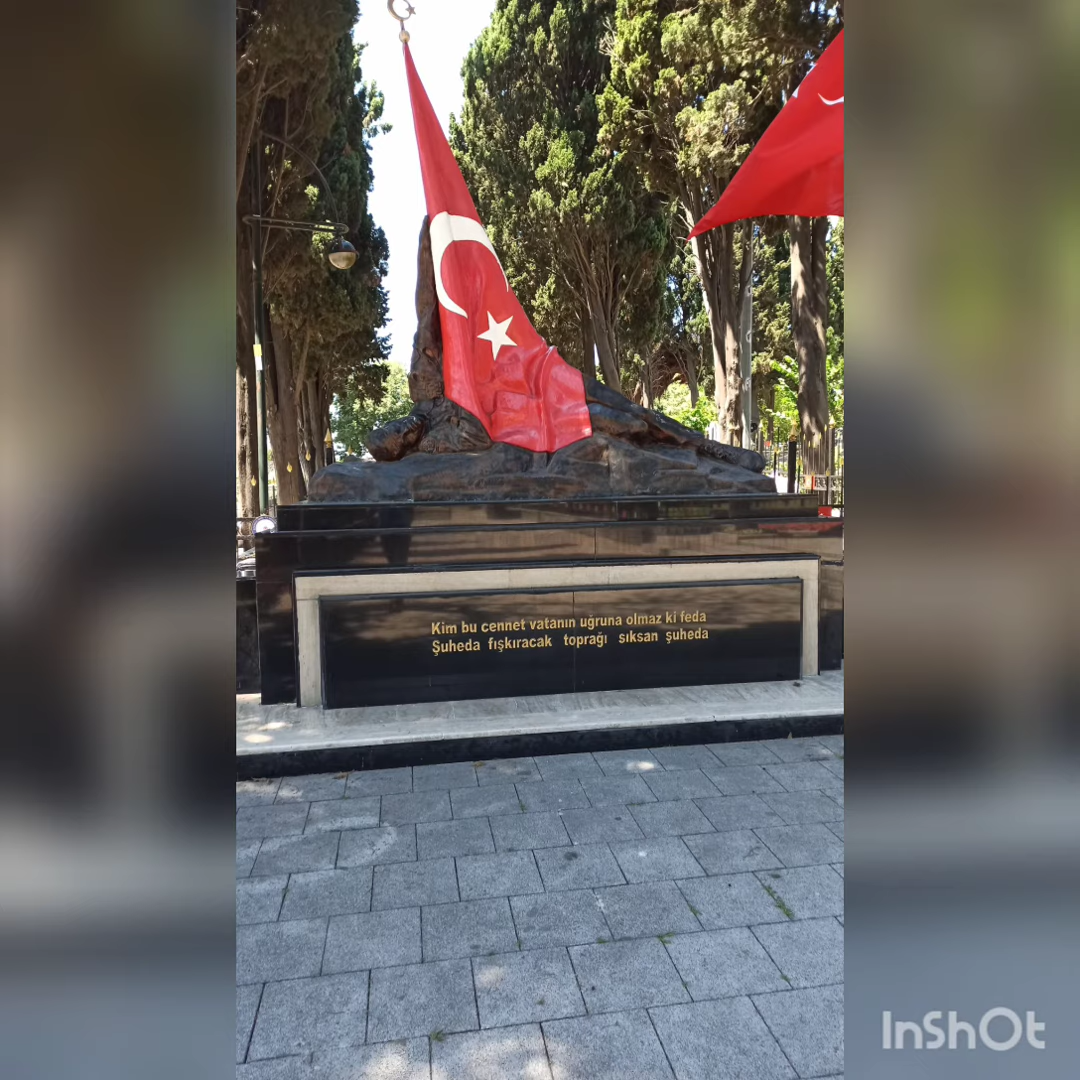 Kim bu cennet vatanın uğruna olmaz ki feda
Şuheda fışkıracak toprağı sıksan şuheda
InShOt